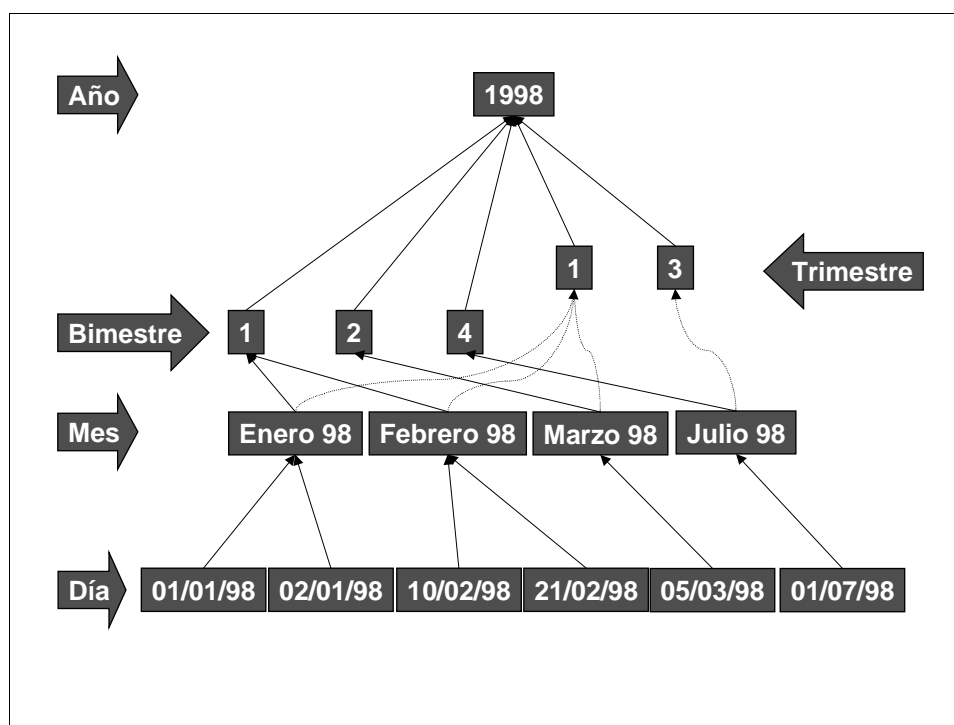 Año
1998
1
3
Trimestre
Bimestre
1
2
4
Mes
Enero 98
Febrero 98
Marzo 98
Julio 98
Día
01/01/98
02/01/98
10/02/98
21/02/98
05/03/98
01/07/98